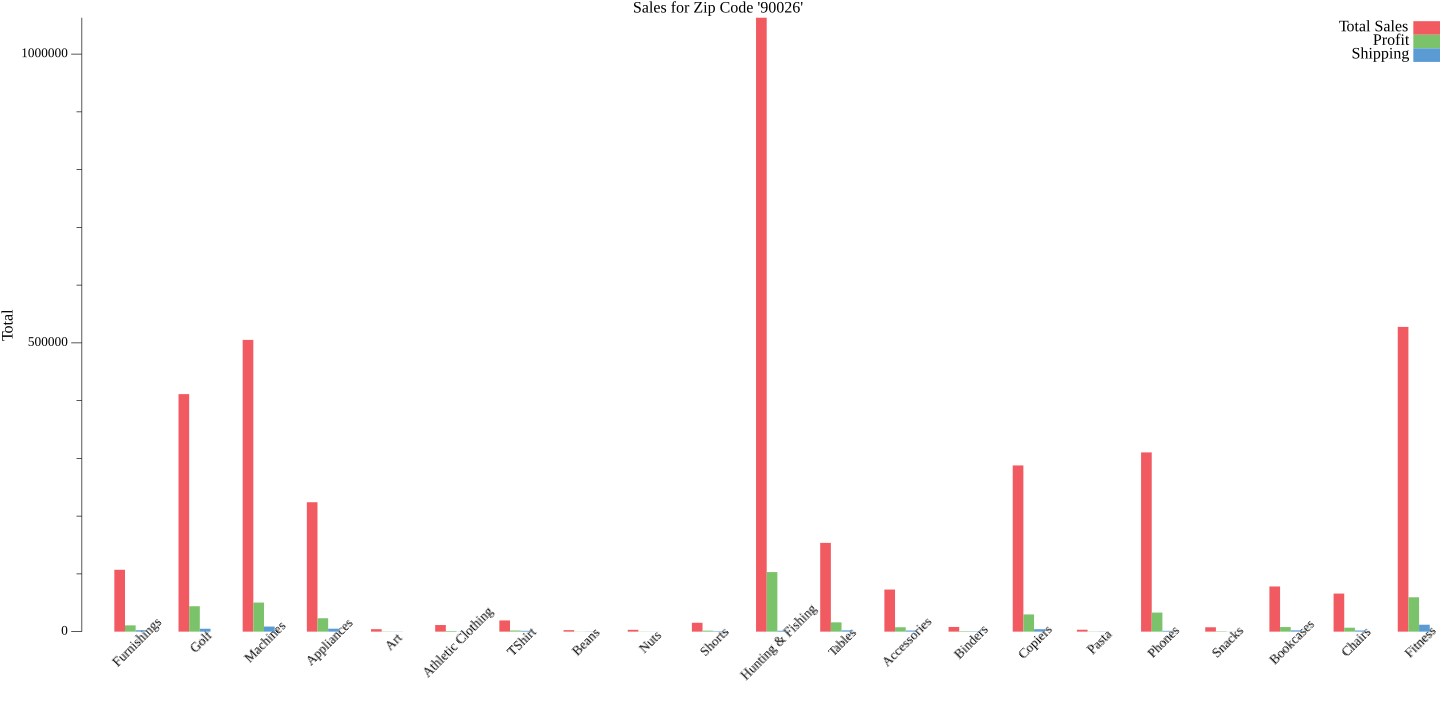 Sales for Zip Code '90026'
Total Sales
Profit
Shipping
1000000
500000
0
Total
Furnishings
Golf
Machines
Appliances
Art
Athletic Clothing
TShirt
Beans
Nuts
Shorts
Hunting & Fishing
Tables
Accessories
Binders
Copiers
Pasta
Phones
Snacks
Bookcases
Chairs
Fitness